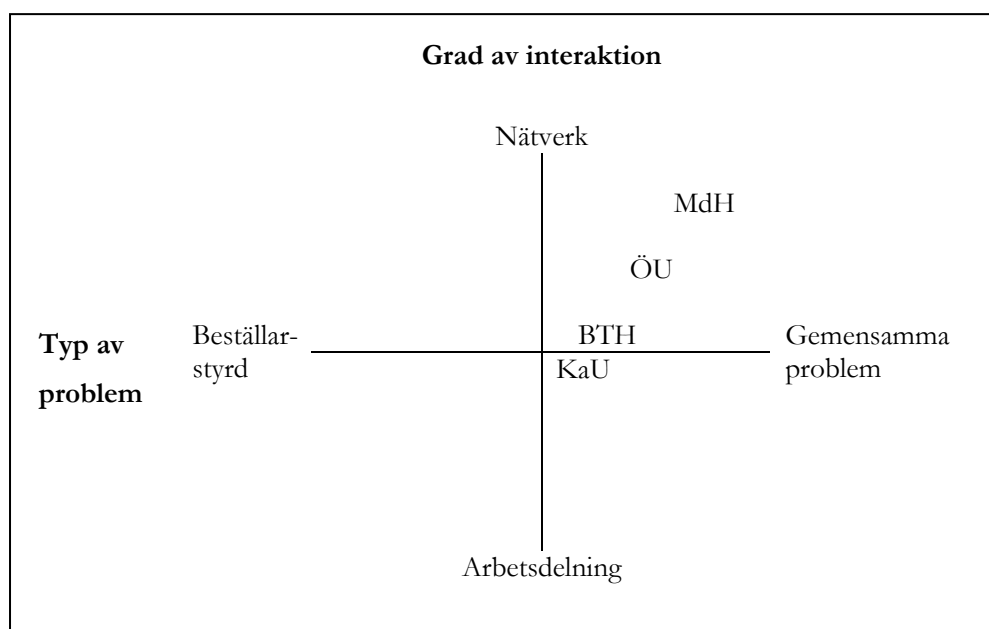 Grad av interaktion
Nätverk
MdH
ÖU
Typ av
problem
Beställar-
styrd
BTH
KaU
Gemensamma
problem
Arbetsdelning